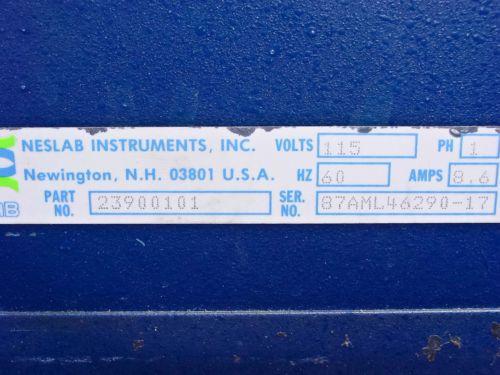 NESLAB INSTRUMENTS, INC. VOLTS 115 PH 1
Newington, N.H. 03801 U.S.A. HZ 60 AMPS 8.6
PART NO. 23900101 SER. NO. 87AML46290-17